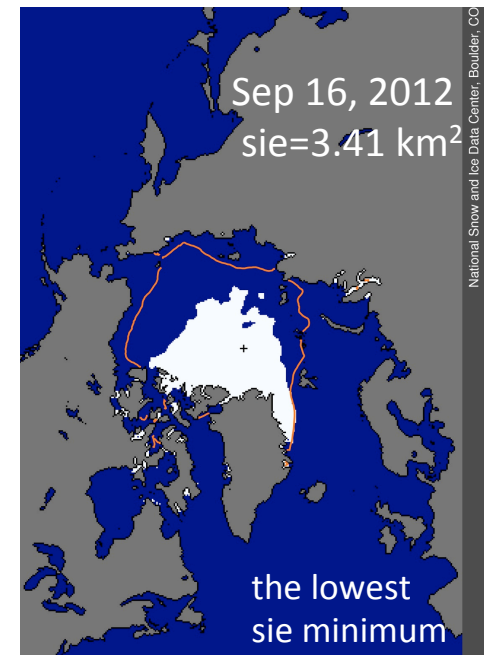 Sep 16, 2012
sie=3.41 km²
National Snow and Ice Data Center, Boulder, CO
the lowest
sie minimum